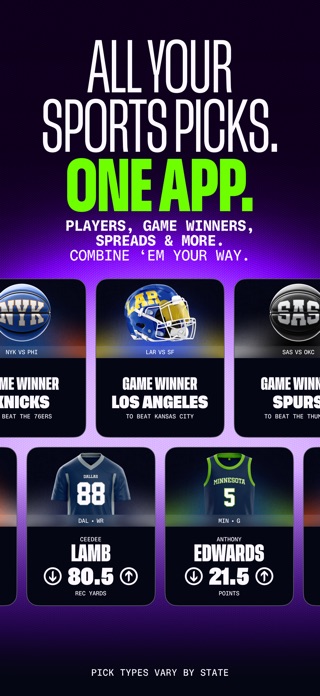 ALL YOUR
SPORTS PICKS.
ONE APP.
PLAYERS, GAME WINNERS,
SPREADS & MORE.
COMBINE ‘EM YOUR WAY.
NYK
LAR
SAS
NYK VS PHI
LAR VS SF
SAS VS OKC
ME WINNER
GAME WINNER
GAME WINN
KNICKS
LOS ANGELES
SPURS
BEAT THE 76ERS
TO BEAT KANSAS CITY
TO BEAT THE THUN
DALLAS
88
MINNESOTA
5
DAL • WR
MIN • G
CEEDEE
ANTHONY
LAMB
EDWARDS
80.5
21.5
REC YARDS
POINTS
PICK TYPES VARY BY STATE